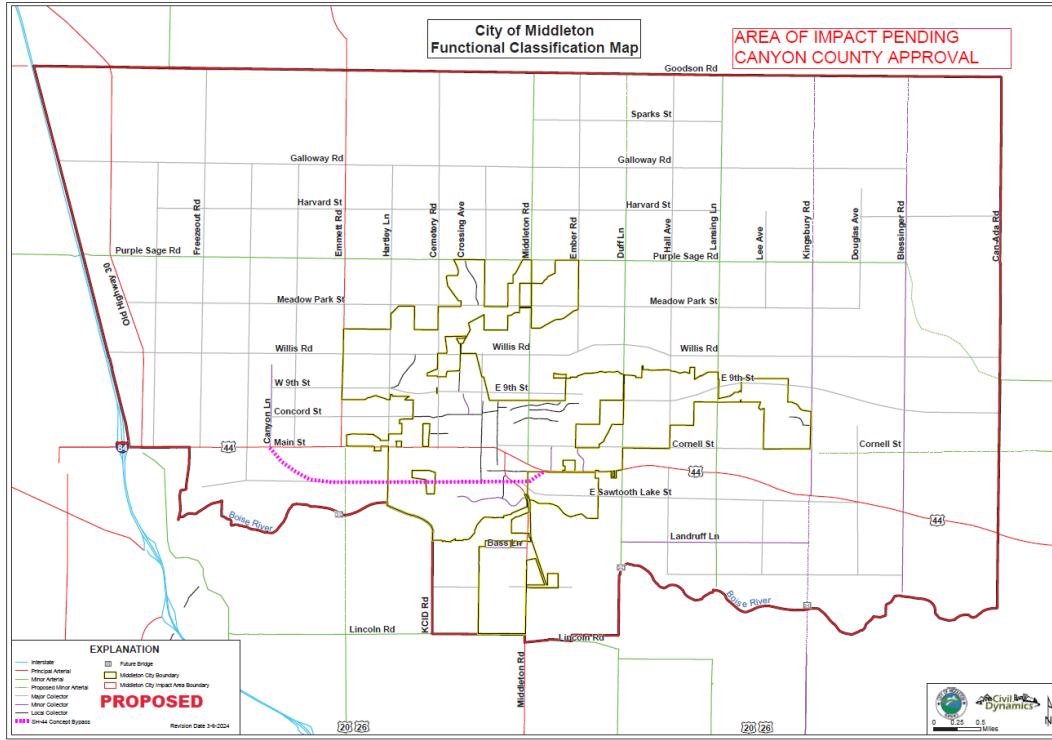 City of Middleton
Functional Classification Map
AREA OF IMPACT PENDING
CANYON COUNTY APPROVAL
Goodson Rd
Sparks St
Galloway Rd
Galloway Rd
Harvard St
Harvard St
Freezeout Rd
Emmett Rd
Hartley Ln
Cemetery Rd
Crossing Ave
Middleton Rd
Ember Rd
Duff Ln
Hall Ave
Lansing Ln
Lee Ave
Kingsbury Rd
Douglas Ave
Blessinger Rd
Can-Ada Rd
Purple Sage Rd
Purple Sage Rd
Old Highway 30
Meadow Park St
Meadow Park St
Willis Rd
Willis Rd
Willis Rd
W 9th St
E 9th St
E 9th St
Canyon Ln
Concord St
Main St
Cornell St
Cornell St
84
44
44
E Sawtooth Lake St
44
Boise River
Landruff Ln
Bass Ln
Boise River
KCID Rd
Lincoln Rd
Lincoln Rd
Middleton Rd
EXPLANATION
Interstate
Principal Arterial
Minor Arterial
Proposed Minor Arterial
Major Collector
Minor Collector
Local Collector
SH-44 Concept Bypass
Future Bridge
Middleton City Boundary
Middleton City Impact Area Boundary
PROPOSED
Revision Date 3-6-2024
20 26
20 26
Civil
Dynamics
0 0.25 0.5
Miles
N